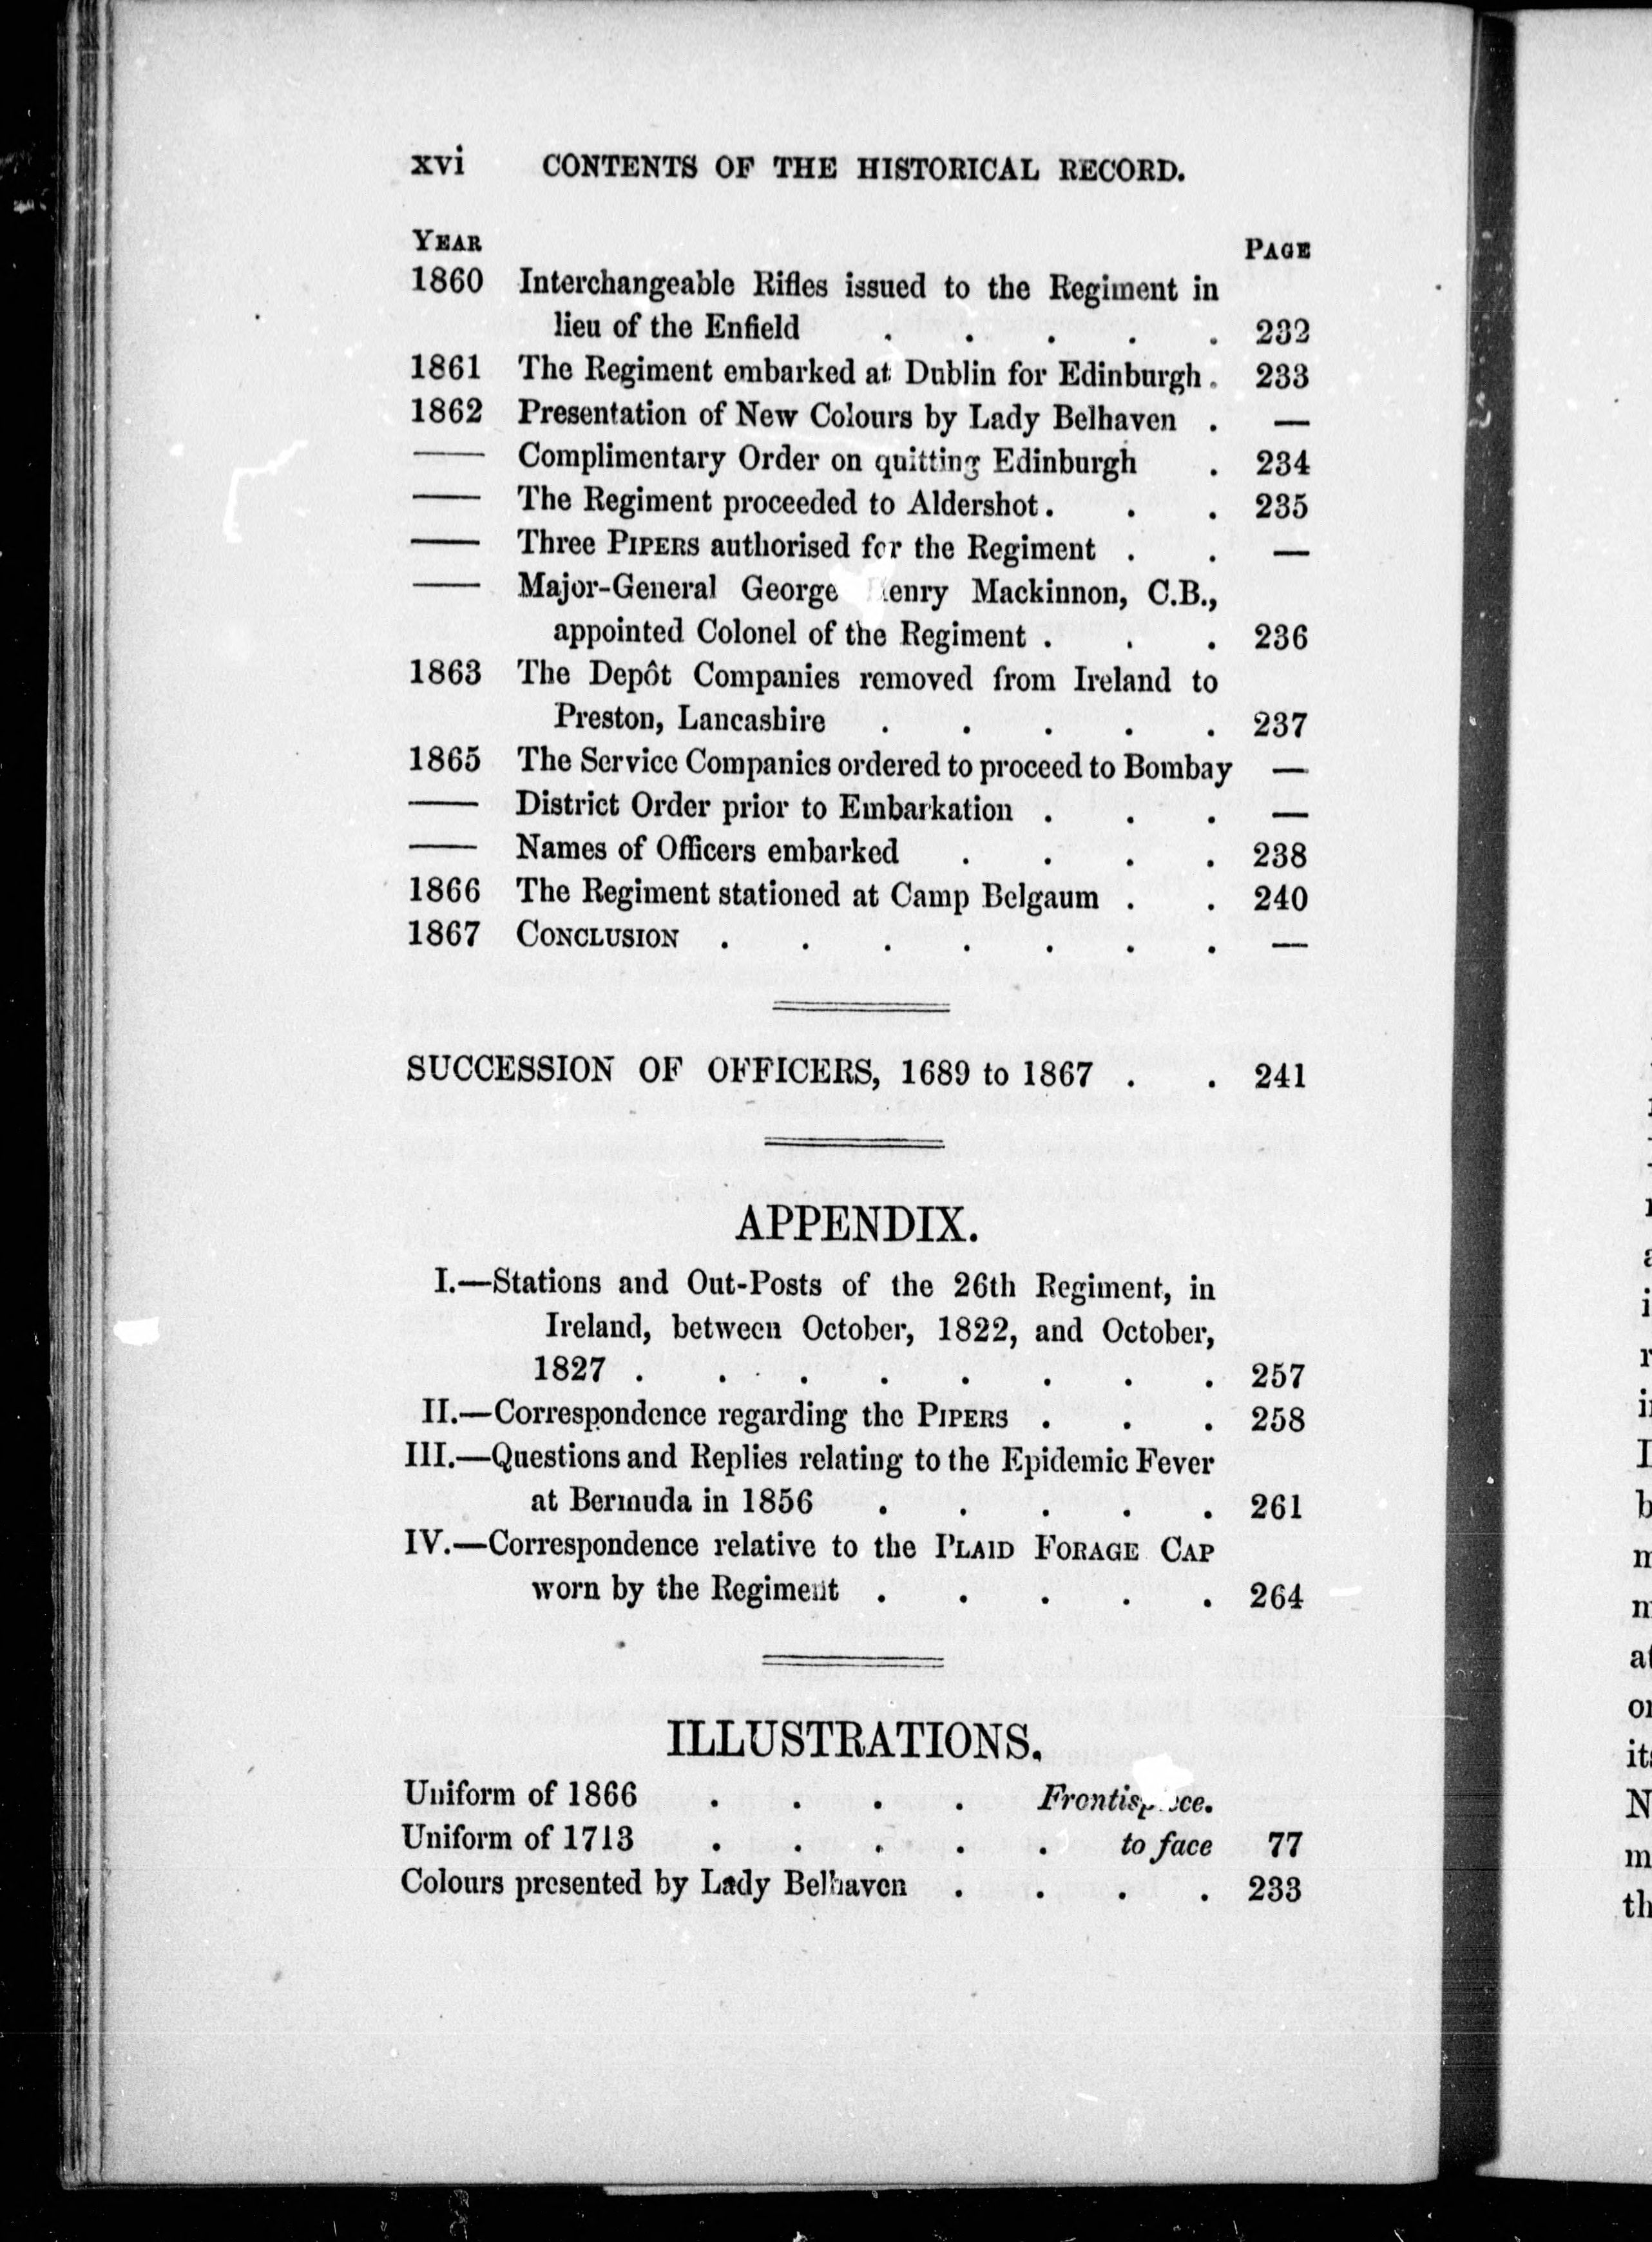 xvi CONTENTS OF THE HISTORICAL RECORD.
YEAR PAGE
1860 Interchangeable Rifles issued to the Regiment in
lieu of the Enfield . . . . . 232
1861 The Regiment embarked at Dublin for Edinburgh . 233
1862 Presentation of New Colours by Lady Belhaven . —
—— Complimentary Order on quitting Edinburgh . 234
—— The Regiment proceeded to Aldershot . . . 235
—— Three PIPERS authorised for the Regiment . . —
—— Major-General George Henry Mackinnon, C.B.,
appointed Colonel of the Regiment . . . 236
1863 The Depôt Companies removed from Ireland to
Preston, Lancashire . . . . . 237
1865 The Service Companies ordered to proceed to Bombay —
—— District Order prior to Embarkation . . . —
—— Names of Officers embarked . . . . 238
1866 The Regiment stationed at Camp Belgaum . . 240
1867 CONCLUSION . . . . . . . —
SUCCESSION OF OFFICERS, 1689 to 1867 . . 241
APPENDIX.
I.—Stations and Out-Posts of the 26th Regiment, in
Ireland, between October, 1822, and October,
1827 . . . . . . . . 257
II.—Correspondence regarding the PIPERS . . . 258
III.—Questions and Replies relating to the Epidemic Fever
at Bermuda in 1856 . . . . . 261
IV.—Correspondence relative to the PLAID FORAGE CAP
worn by the Regiment . . . . . 264
ILLUSTRATIONS.
Uniform of 1866 . . . . Frontispiece.
Uniform of 1713 . . . . . to face 77
Colours presented by Lady Belhaven . . . . 233